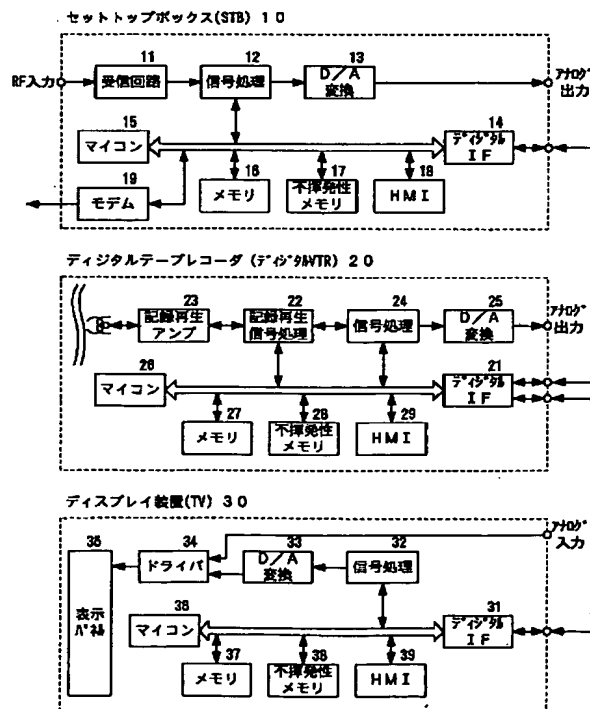 セットトップボックス(STB) 10
11
12
13
RF入力
受信回路
信号処理
D/A
変換
アナログ
出力
15
14
マイコン
ディジタル
IF
19
16
17
18
モデム
メモリ
不揮発性
メモリ
HMI
ディジタルテープレコーダ (ディジタルVTR) 20
23
22
24
25
記録再生
アンプ
記録再生
信号処理
信号処理
D/A
変換
アナログ
出力
26
21
マイコン
ディジタル
IF
27
28
29
メモリ
不揮発性
メモリ
HMI
ディスプレイ装置(TV) 30
35
34
33
32
アナログ
入力
ドライバ
D/A
変換
信号処理
表示
パネル
36
31
マイコン
ディジタル
IF
37
38
39
メモリ
不揮発性
メモリ
HMI